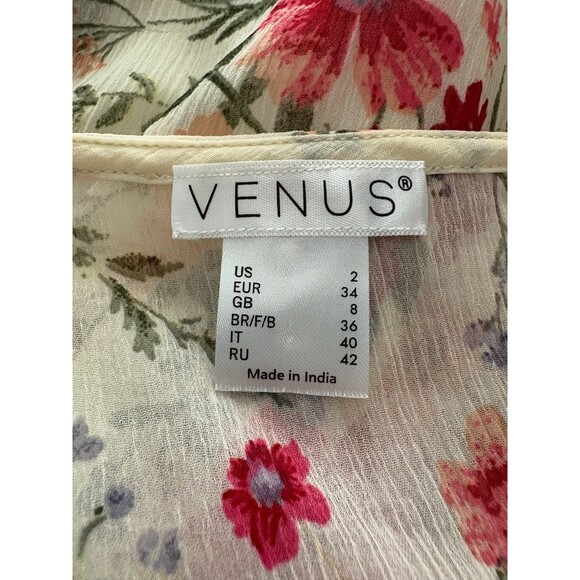 VENUS®
US 2
EUR 34
GB 8
BR/F/B 36
IT 40
RU 42
Made in India